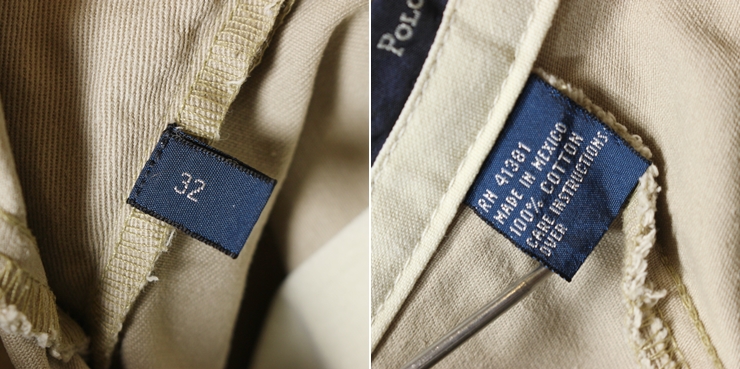 32
POLO
RN 41381
MADE IN MEXICO
100% COTTON
CARE INSTRUCTIONS
OVER